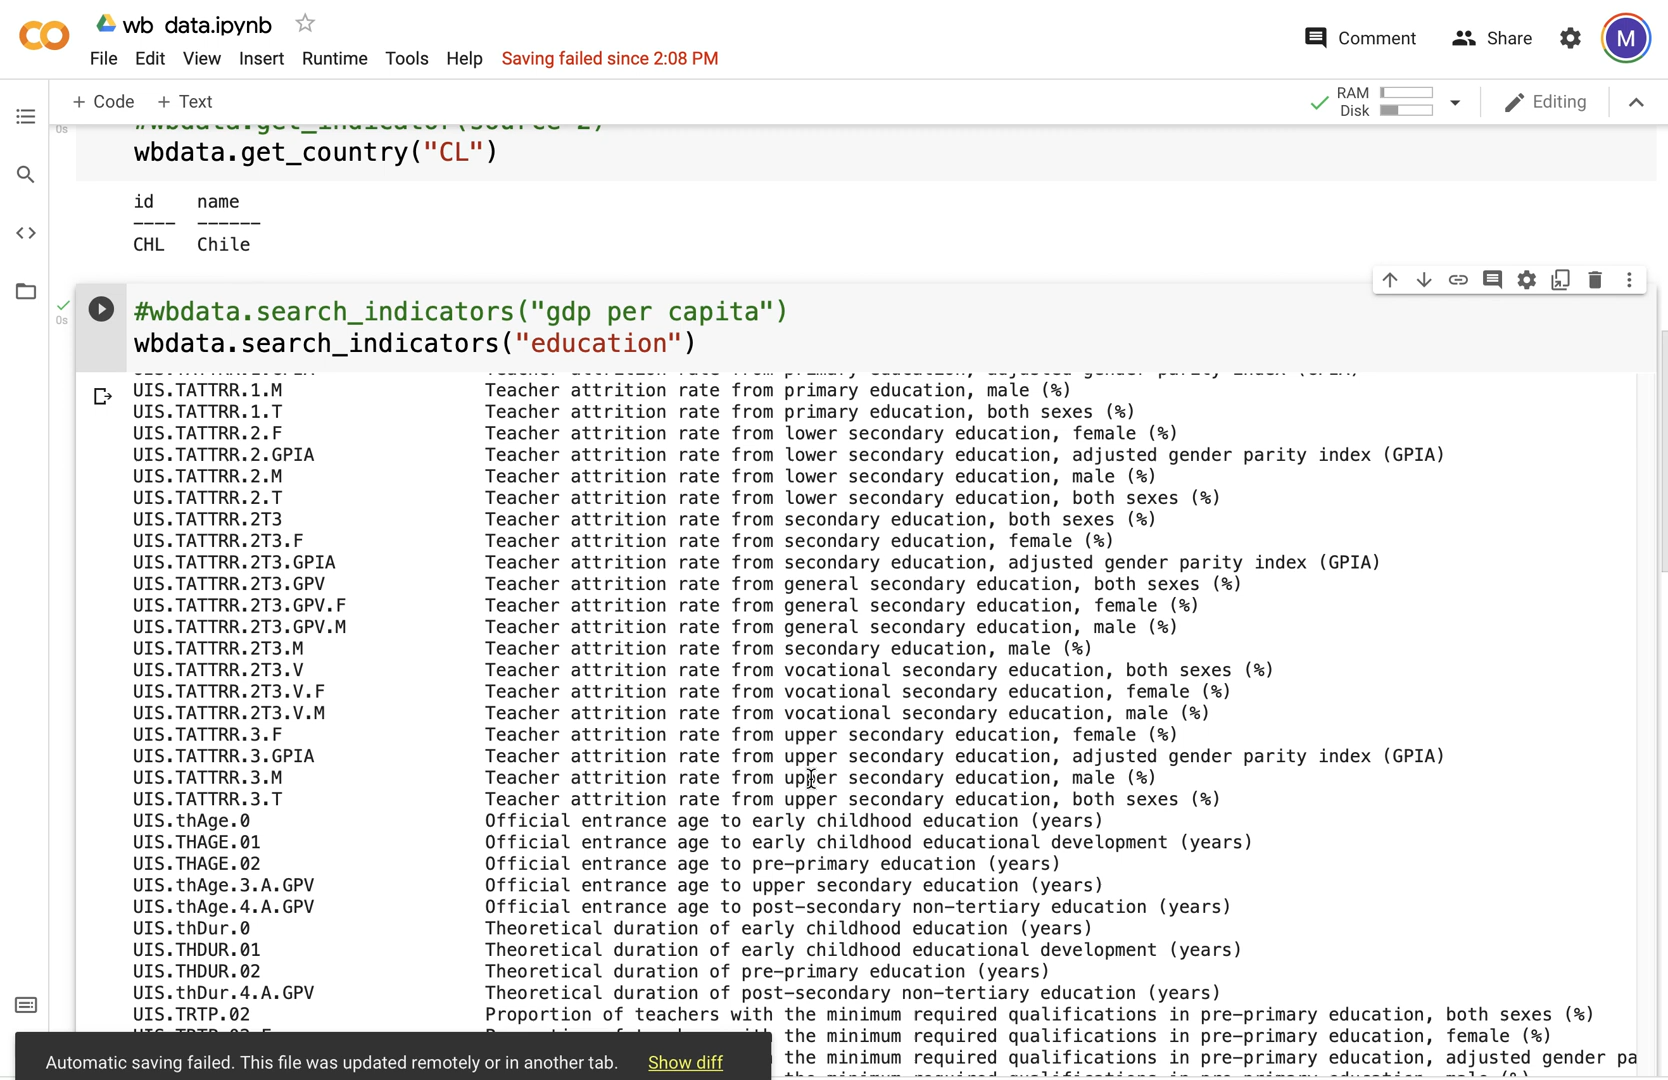 wb data.ipynb
File Edit View Insert Runtime Tools Help Saving failed since 2:08 PM
Comment Share M
+ Code + Text
RAM
Disk
Editing
0s
#wbdata.get_indicator(source=2)
wbdata.get_country("CL")
id name
---- ------
CHL Chile
0s
#wbdata.search_indicators("gdp per capita")
wbdata.search_indicators("education")
Teacher attrition rate from primary education, adjusted gender parity index (GPIA)
UIS.TATTRR.1.M Teacher attrition rate from primary education, male (%)
UIS.TATTRR.1.T Teacher attrition rate from primary education, both sexes (%)
UIS.TATTRR.2.F Teacher attrition rate from lower secondary education, female (%)
UIS.TATTRR.2.GPIA Teacher attrition rate from lower secondary education, adjusted gender parity index (GPIA)
UIS.TATTRR.2.M Teacher attrition rate from lower secondary education, male (%)
UIS.TATTRR.2.T Teacher attrition rate from lower secondary education, both sexes (%)
UIS.TATTRR.2T3 Teacher attrition rate from secondary education, both sexes (%)
UIS.TATTRR.2T3.F Teacher attrition rate from secondary education, female (%)
UIS.TATTRR.2T3.GPIA Teacher attrition rate from secondary education, adjusted gender parity index (GPIA)
UIS.TATTRR.2T3.GPV Teacher attrition rate from general secondary education, both sexes (%)
UIS.TATTRR.2T3.GPV.F Teacher attrition rate from general secondary education, female (%)
UIS.TATTRR.2T3.GPV.M Teacher attrition rate from general secondary education, male (%)
UIS.TATTRR.2T3.M Teacher attrition rate from secondary education, male (%)
UIS.TATTRR.2T3.V Teacher attrition rate from vocational secondary education, both sexes (%)
UIS.TATTRR.2T3.V.F Teacher attrition rate from vocational secondary education, female (%)
UIS.TATTRR.2T3.V.M Teacher attrition rate from vocational secondary education, male (%)
UIS.TATTRR.3.F Teacher attrition rate from upper secondary education, female (%)
UIS.TATTRR.3.GPIA Teacher attrition rate from upper secondary education, adjusted gender parity index (GPIA)
UIS.TATTRR.3.M Teacher attrition rate from upper secondary education, male (%)
UIS.TATTRR.3.T Teacher attrition rate from upper secondary education, both sexes (%)
UIS.thAge.0 Official entrance age to early childhood education (years)
UIS.THAGE.01 Official entrance age to early childhood educational development (years)
UIS.THAGE.02 Official entrance age to pre-primary education (years)
UIS.thAge.3.A.GPV Official entrance age to upper secondary education (years)
UIS.thAge.4.A.GPV Official entrance age to post-secondary non-tertiary education (years)
UIS.thDur.0 Theoretical duration of early childhood education (years)
UIS.THDUR.01 Theoretical duration of early childhood educational development (years)
UIS.THDUR.02 Theoretical duration of pre-primary education (years)
UIS.thDur.4.A.GPV Theoretical duration of post-secondary non-tertiary education (years)
UIS.TRTP.02 Proportion of teachers with the minimum required qualifications in pre-primary education, both sexes (%)
the minimum required qualifications in pre-primary education, female (%)
the minimum required qualifications in pre-primary education, adjusted gender pa
Automatic saving failed. This file was updated remotely or in another tab. Show diff